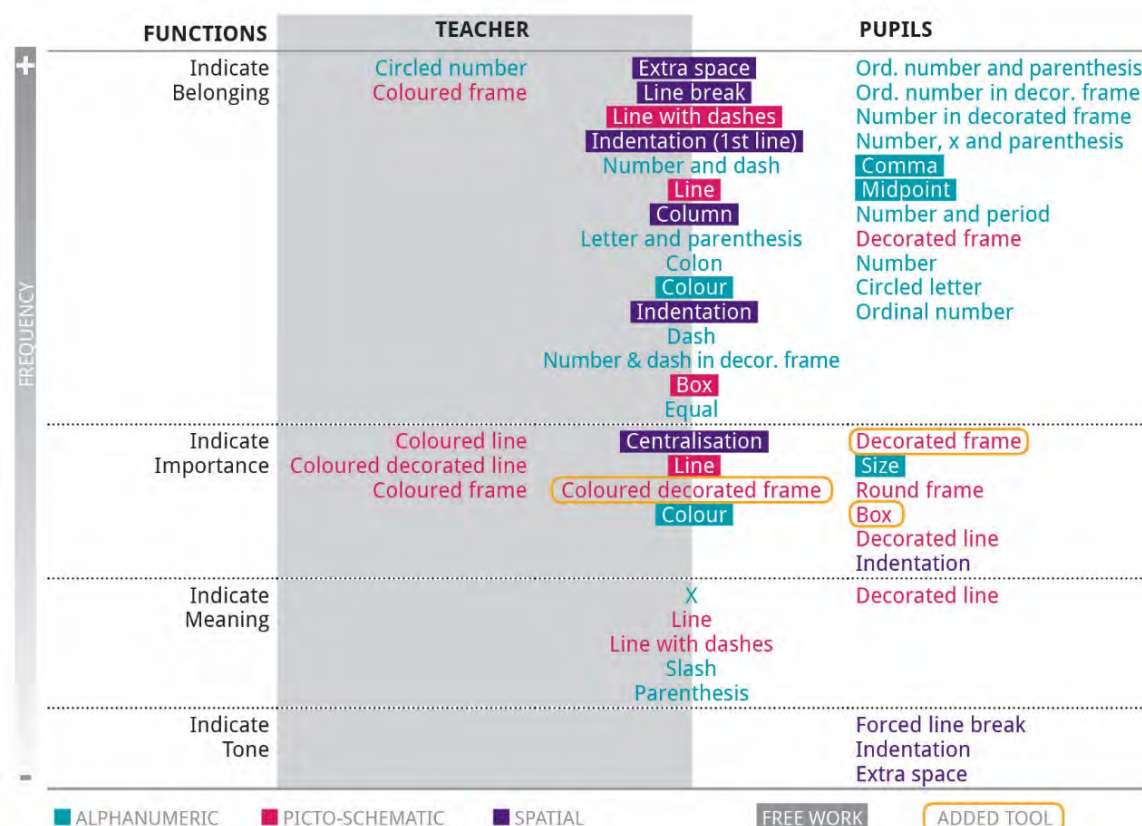 FUNCTIONS TEACHER PUPILS
+ Indicate Circled number Extra space Ord. number and parenthesis
Belonging Coloured frame Line break Ord. number in decor. frame
Line with dashes Number in decorated frame
Indentation (1st line) Number, x and parenthesis
Number and dash Comma
Line Midpoint
Column Number and period
Letter and parenthesis Decorated frame
Colon Number
Colour Circled letter
Indentation Ordinal number
Dash
Number & dash in decor. frame
Box
Equal
FREQUENCY
Indicate Coloured line Centralisation Decorated frame
Importance Coloured decorated line Line Size
Coloured frame Coloured decorated frame Round frame
Colour Box
Decorated line
Indentation
Indicate X Decorated line
Meaning Line
Line with dashes
Slash
Parenthesis
Indicate Forced line break
Tone Indentation
- Extra space
ALPHANUMERIC PICTO-SCHEMATIC SPATIAL FREE WORK ADDED TOOL